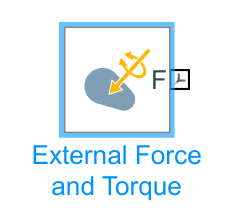 F
External Force
and Torque